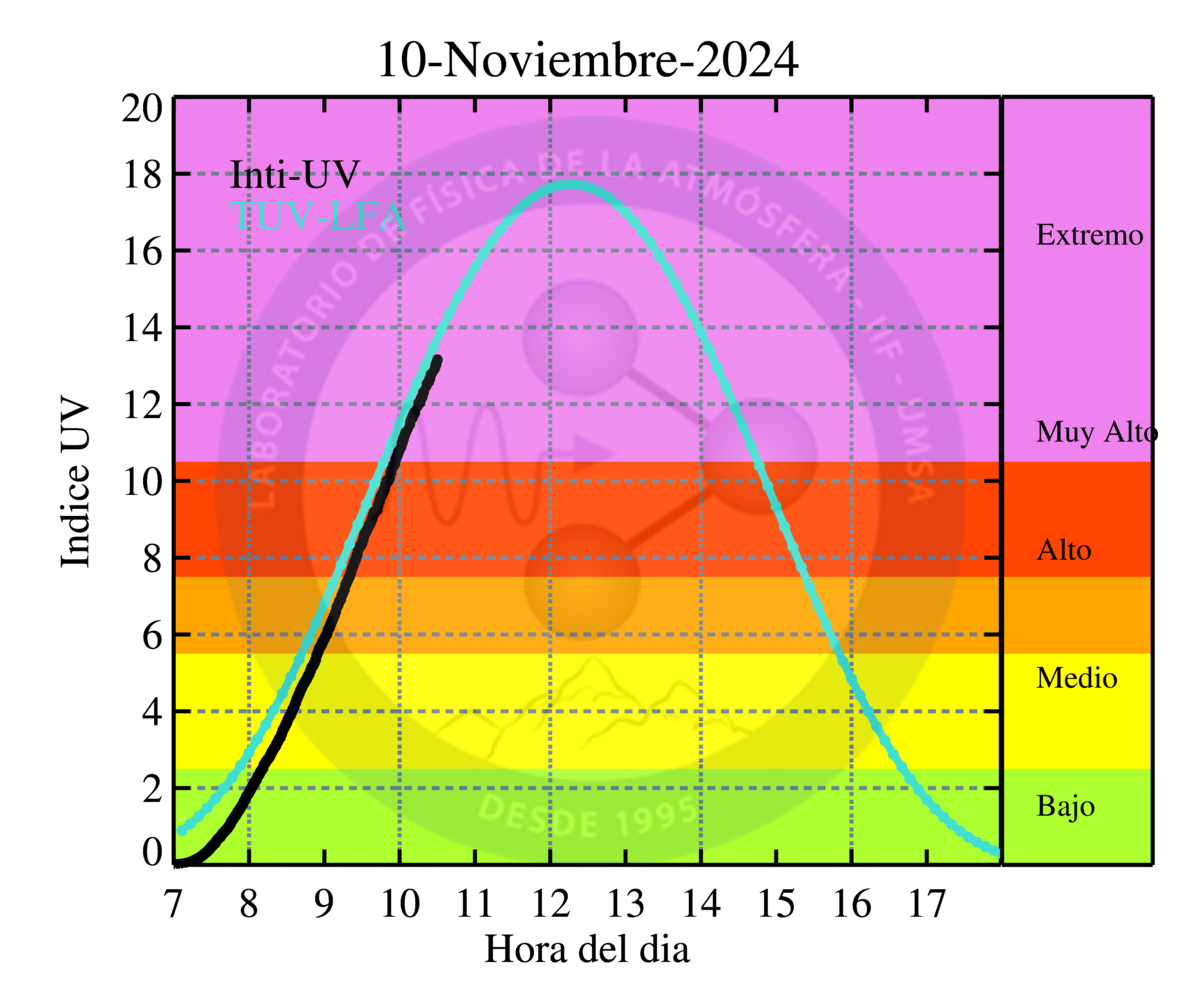 10-Noviembre-2024
20
18
16
14
12
10
8
6
4
2
0
Indice UV
Inti-UV
TUV-LFA
LABORATORIO DE FÍSICA DE LA ATMÓSFERA - IIF - UMSA
DESDE 1995
Extremo
Muy Alto
Alto
Medio
Bajo
7 8 9 10 11 12 13 14 15 16 17
Hora del dia